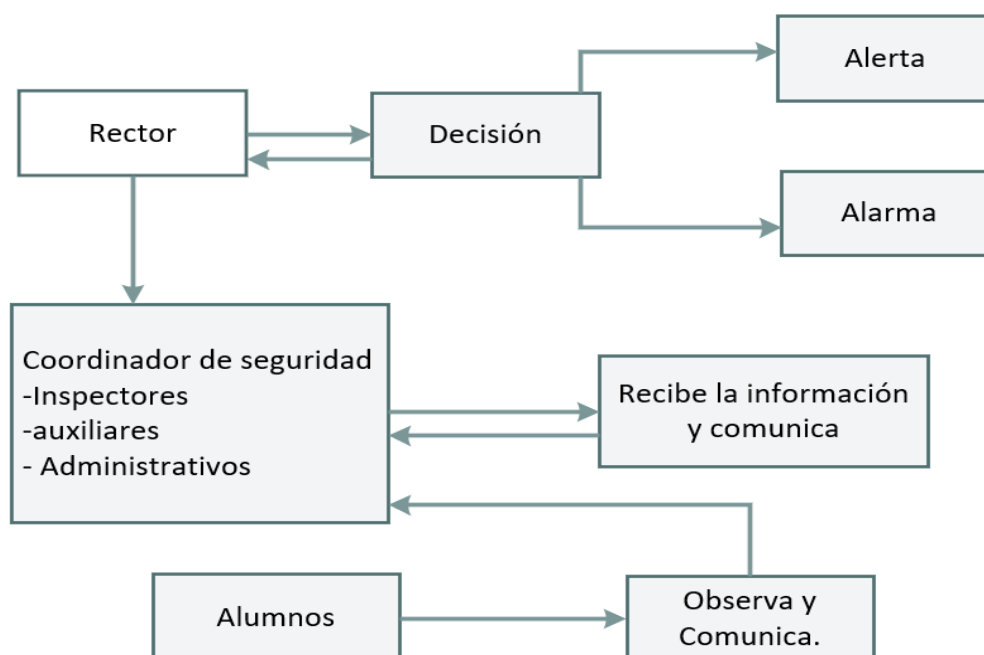 Alerta
Rector
Decisión
Alarma
Coordinador de seguridad
-Inspectores
-auxiliares
- Administrativos
Recibe la información
y comunica
Alumnos
Observa y
Comunica.